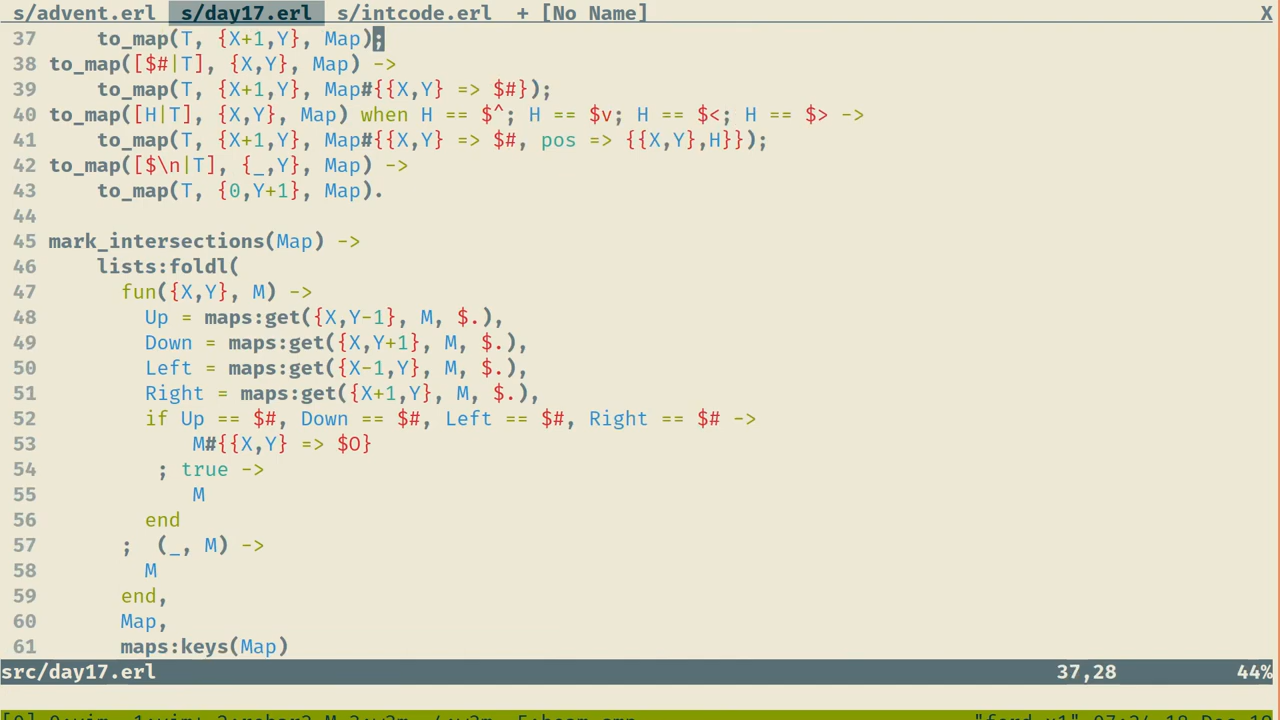 s/advent.erl s/day17.erl s/intcode.erl + [No Name] X
37 to_map(T, {X+1,Y}, Map);
38 to_map([$#|T], {X,Y}, Map) ->
39 to_map(T, {X+1,Y}, Map#{{X,Y} => $#});
40 to_map([H|T], {X,Y}, Map) when H == $^; H == $v; H == $<; H == $> ->
41 to_map(T, {X+1,Y}, Map#{{X,Y} => $#, pos => {{X,Y},H}});
42 to_map([$\n|T], {_,Y}, Map) ->
43 to_map(T, {0,Y+1}, Map).
44
45 mark_intersections(Map) ->
46 lists:foldl(
47 fun({X,Y}, M) ->
48 Up = maps:get({X,Y-1}, M, $.),
49 Down = maps:get({X,Y+1}, M, $.),
50 Left = maps:get({X-1,Y}, M, $.),
51 Right = maps:get({X+1,Y}, M, $.),
52 if Up == $#, Down == $#, Left == $#, Right == $# ->
53 M#{{X,Y} => $O}
54 ; true ->
55 M
56 end
57 ; (_, M) ->
58 M
59 end,
60 Map,
61 maps:keys(Map)
src/day17.erl 37,28 44%